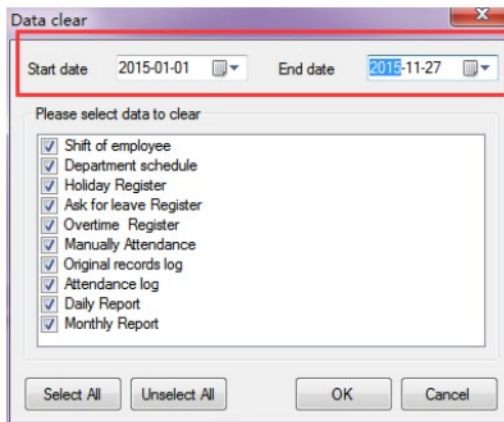 Data clear
Start date 2015-01-01 End date 2015-11-27
Please select data to clear
Shift of employee
Department schedule
Holiday Register
Ask for leave Register
Overtime Register
Manually Attendance
Original records log
Attendance log
Daily Report
Monthly Report
Select All Unselect All OK Cancel